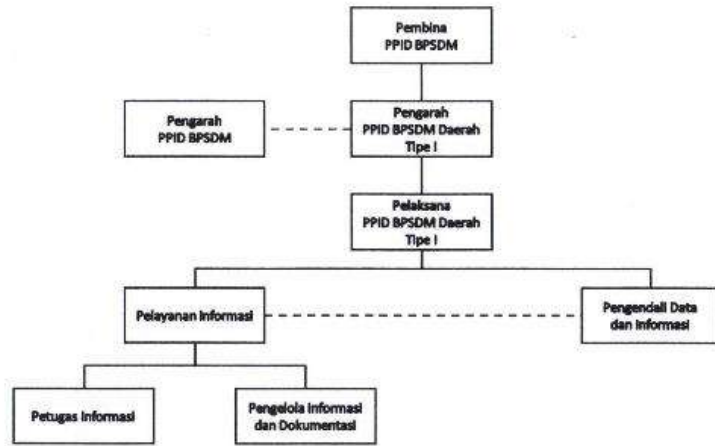 Pembina
PPID BPSDM
Pengarah
PPID BPSDM
Pengarah
PPID BPSDM Daerah
Tipe I
Pelaksana
PPID BPSDM Daerah
Tipe I
Pelayanan Informasi
Pengendali Data
dan Informasi
Petugas Informasi
Pengelola Informasi
dan Dokumentasi